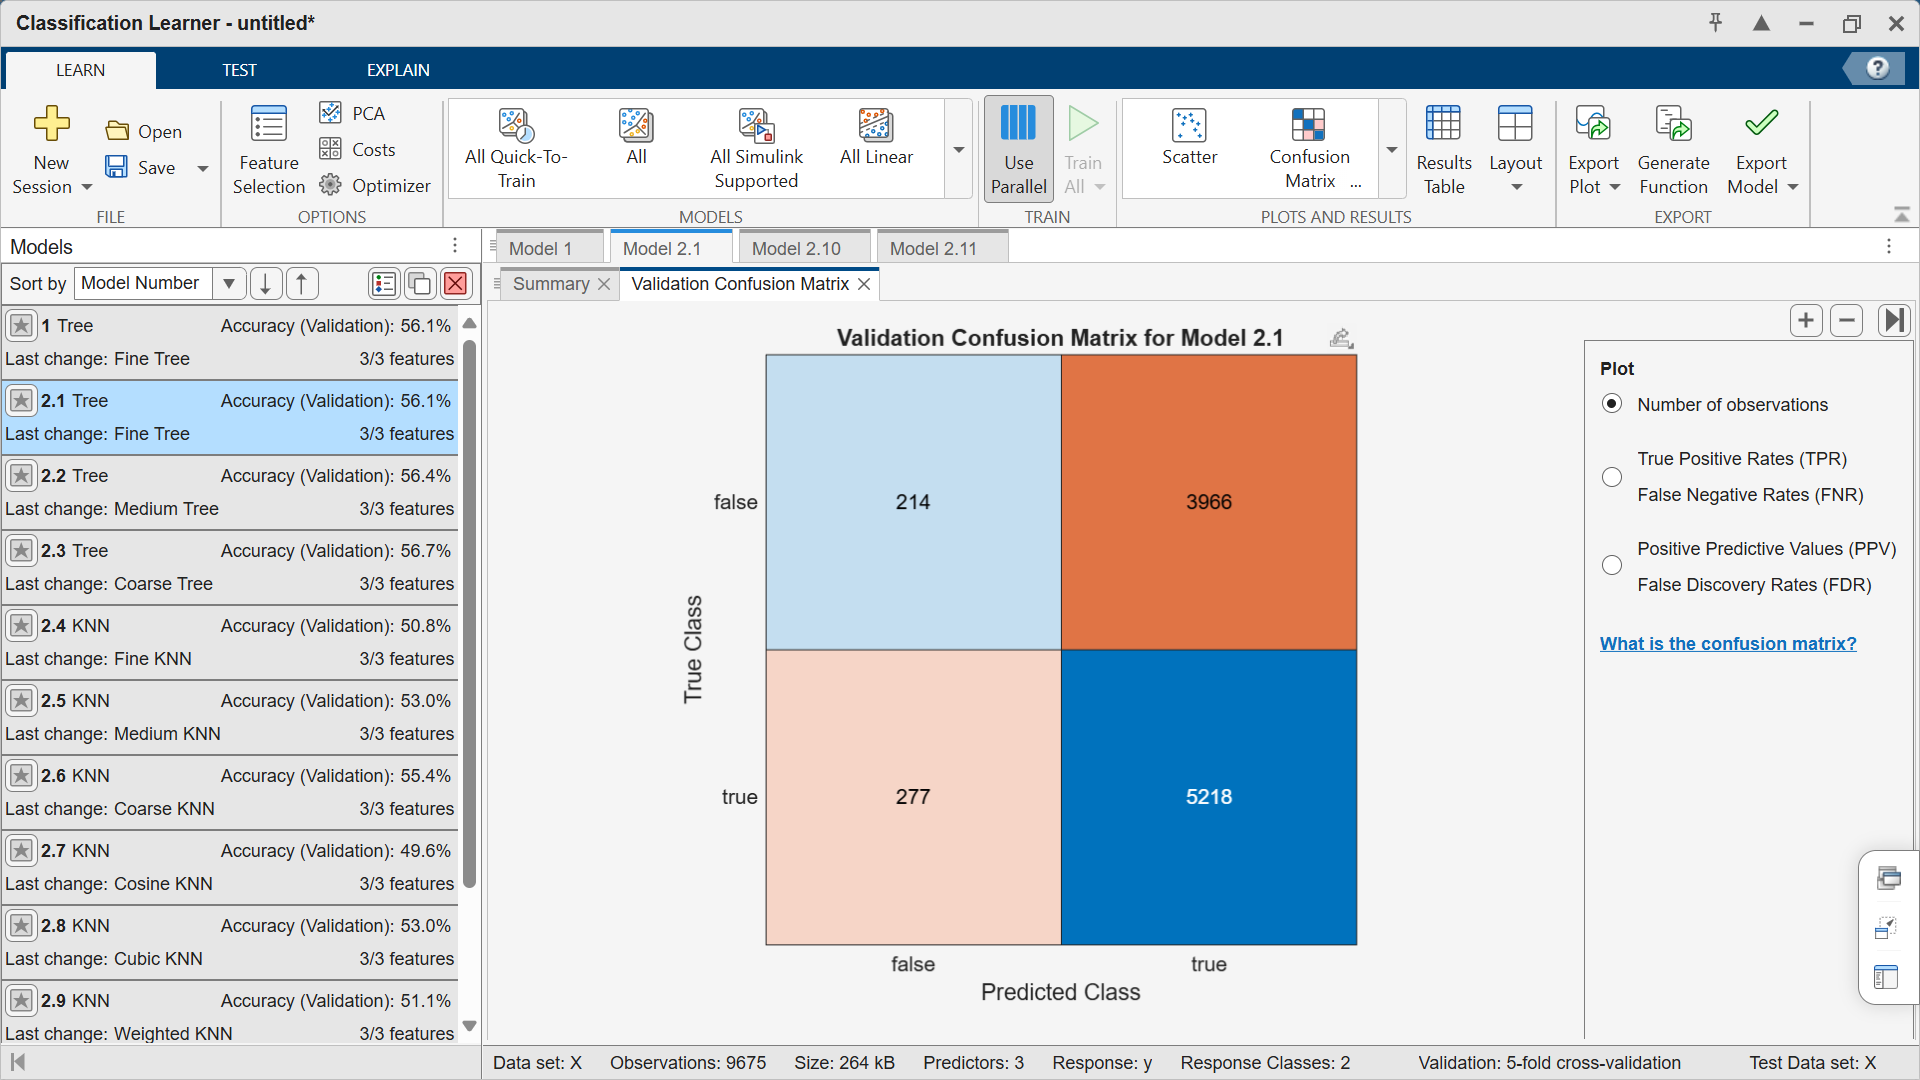 Classification Learner - untitled*
LEARN
TEST
EXPLAIN
New
Session
Open
Save
FILE
Feature
Selection
PCA
Costs
Optimizer
OPTIONS
All Quick-To-
Train
All
All Simulink
Supported
All Linear
MODELS
Use
Parallel
Train
All
TRAIN
Scatter
Confusion
Matrix ...
PLOTS AND RESULTS
Results
Table
Layout
Export
Plot
Generate
Function
Export
Model
EXPORT
Models
Sort by Model Number
1 Tree Accuracy (Validation): 56.1%
Last change: Fine Tree 3/3 features
2.1 Tree Accuracy (Validation): 56.1%
Last change: Fine Tree 3/3 features
2.2 Tree Accuracy (Validation): 56.4%
Last change: Medium Tree 3/3 features
2.3 Tree Accuracy (Validation): 56.7%
Last change: Coarse Tree 3/3 features
2.4 KNN Accuracy (Validation): 50.8%
Last change: Fine KNN 3/3 features
2.5 KNN Accuracy (Validation): 53.0%
Last change: Medium KNN 3/3 features
2.6 KNN Accuracy (Validation): 55.4%
Last change: Coarse KNN 3/3 features
2.7 KNN Accuracy (Validation): 49.6%
Last change: Cosine KNN 3/3 features
2.8 KNN Accuracy (Validation): 53.0%
Last change: Cubic KNN 3/3 features
2.9 KNN Accuracy (Validation): 51.1%
Last change: Weighted KNN 3/3 features
Model 1
Model 2.1
Model 2.10
Model 2.11
Summary
Validation Confusion Matrix
Validation Confusion Matrix for Model 2.1
True Class
false
214
3966
true
277
5218
false
true
Predicted Class
Plot
Number of observations
True Positive Rates (TPR)
False Negative Rates (FNR)
Positive Predictive Values (PPV)
False Discovery Rates (FDR)
What is the confusion matrix?
Data set: X Observations: 9675 Size: 264 kB Predictors: 3 Response: y Response Classes: 2 Validation: 5-fold cross-validation Test Data set: X